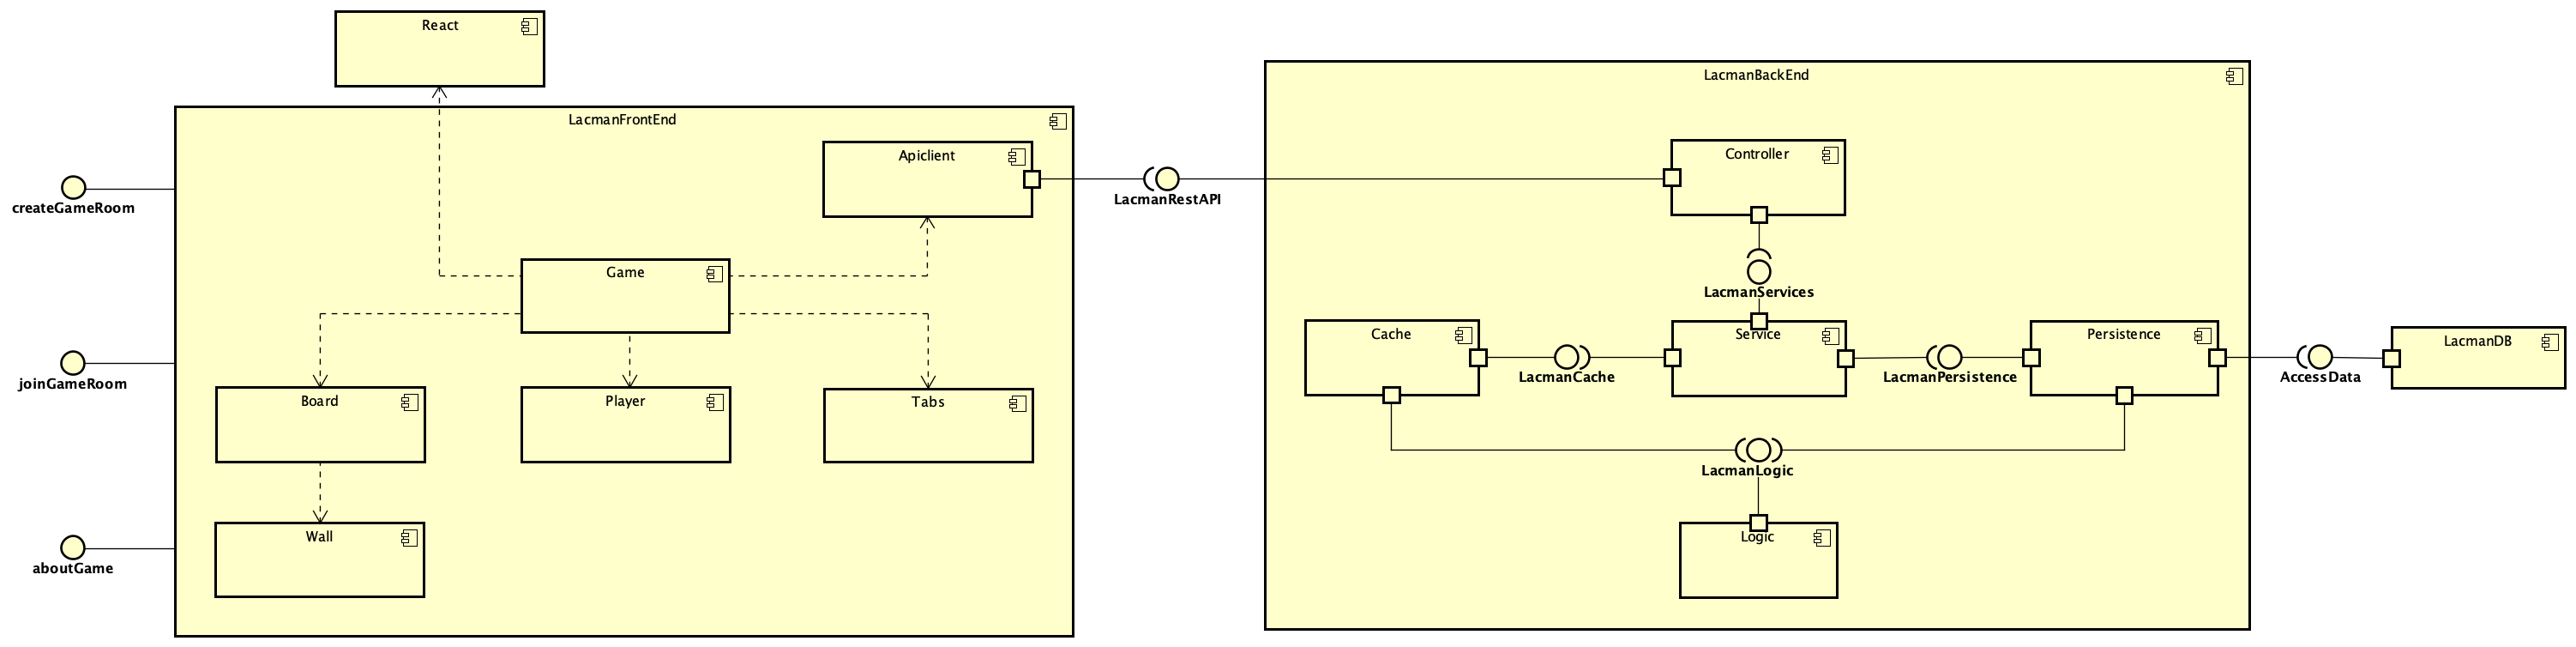 React
LacmanFrontEnd
Apiclient
createGameRoom
Game
joinGameRoom
Board
Player
Tabs
Wall
aboutGame
LacmanRestAPI
LacmanBackEnd
Controller
LacmanServices
Cache
LacmanCache
Service
LacmanPersistence
Persistence
AccessData
LacmanDB
LacmanLogic
Logic